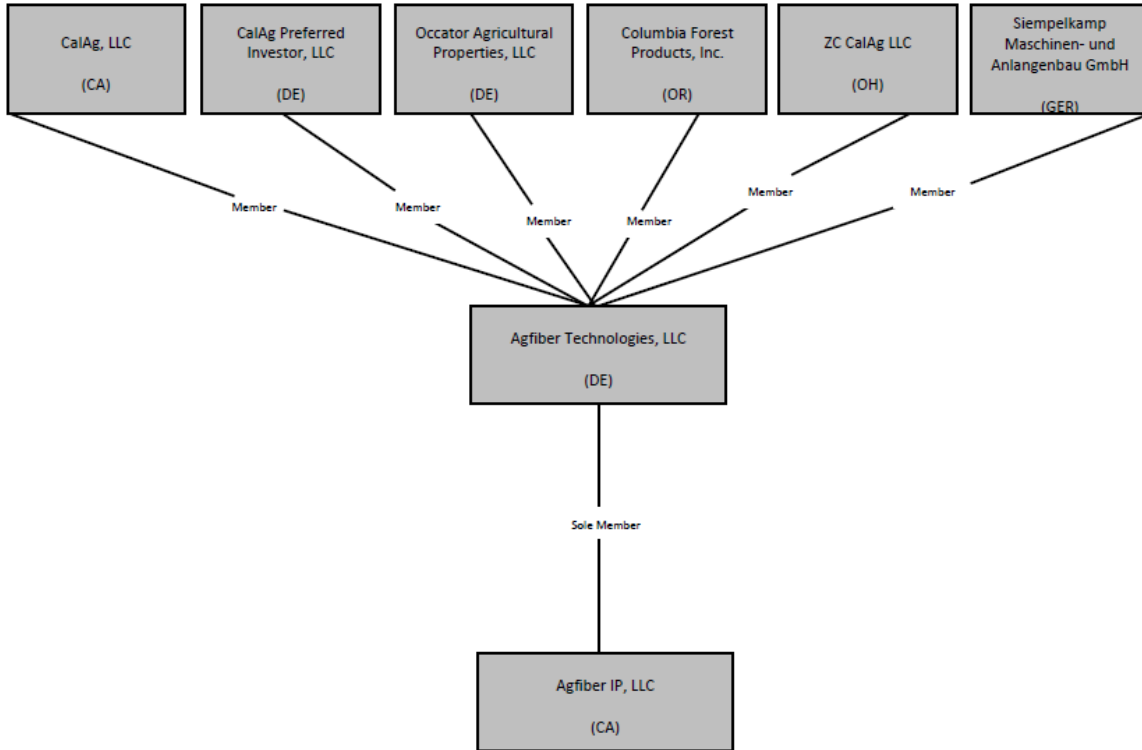 CalAg, LLC
(CA)
CalAg Preferred
Investor, LLC
(DE)
Occator Agricultural
Properties, LLC
(DE)
Columbia Forest
Products, Inc.
(OR)
ZC CalAg LLC
(OH)
Siempelkamp
Maschinen- und
Anlangenbau GmbH
(GER)
Member
Member
Member
Member
Member
Member
Agfiber Technologies, LLC
(DE)
Sole Member
Agfiber IP, LLC
(CA)